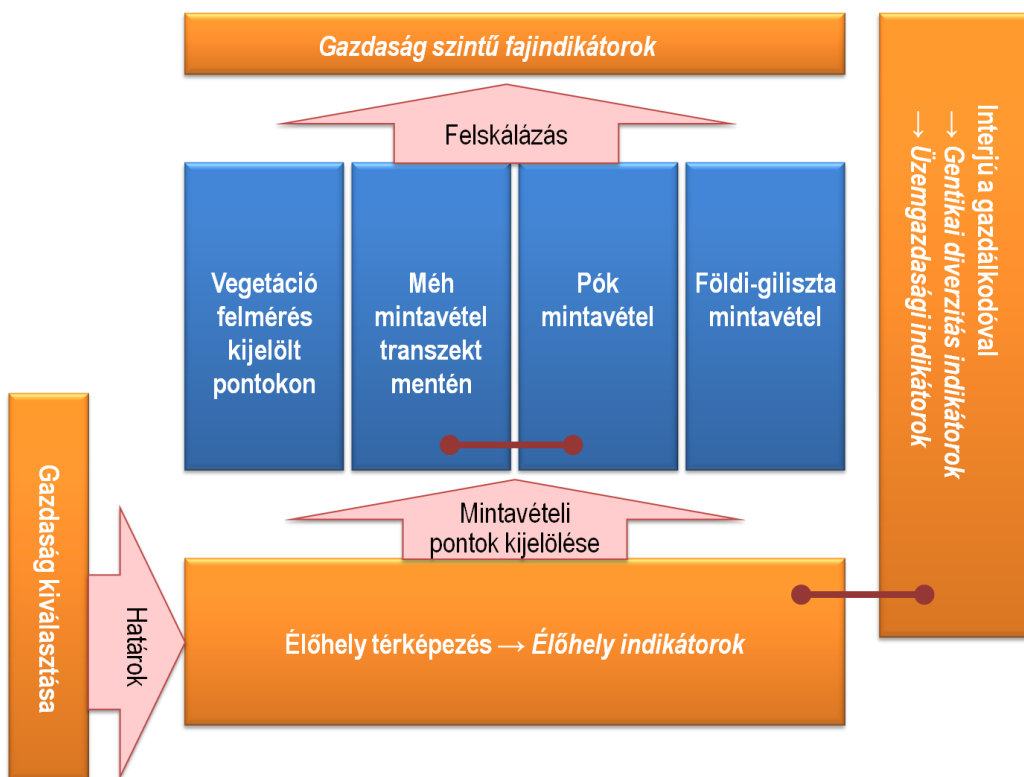 Gazdaság szintű fajindikátorok
Felskálázás
Vegetáció
felmérés
kijelölt
pontokon
Méh
mintavétel
transzekt
mentén
Pók
mintavétel
Földi-giliszta
mintavétel
Interjú a gazdálkodóval
→ Gentikai diverzitás indikátorok
→ Üzemgazdasági indikátorok
Mintavételi
pontok kijelölése
Gazdaság kiválasztása
Határok
Élőhely térképezés → Élőhely indikátorok